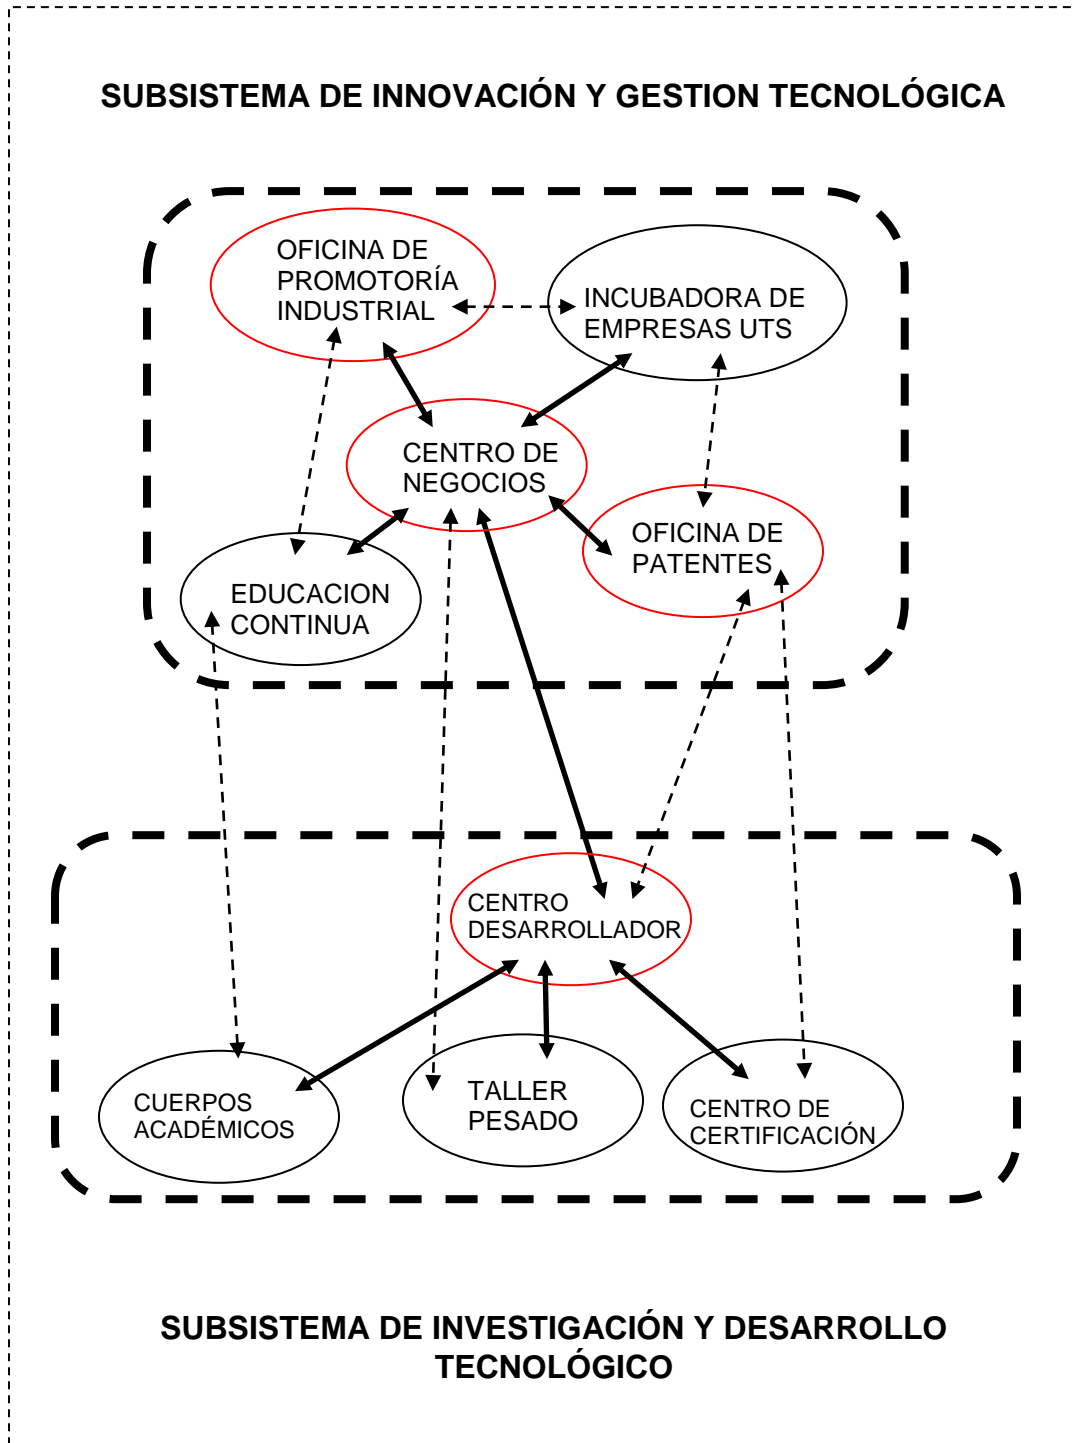 SUBSISTEMA DE INNOVACIÓN Y GESTION TECNOLÓGICA
OFICINA DE
PROMOTORÍA
INDUSTRIAL
INCUBADORA DE
EMPRESAS UTS
CENTRO DE
NEGOCIOS
OFICINA DE
PATENTES
EDUCACION
CONTINUA
CENTRO
DESARROLLADOR
CUERPOS
ACADÉMICOS
TALLER
PESADO
CENTRO DE
CERTIFICACIÓN
SUBSISTEMA DE INVESTIGACIÓN Y DESARROLLO
TECNOLÓGICO